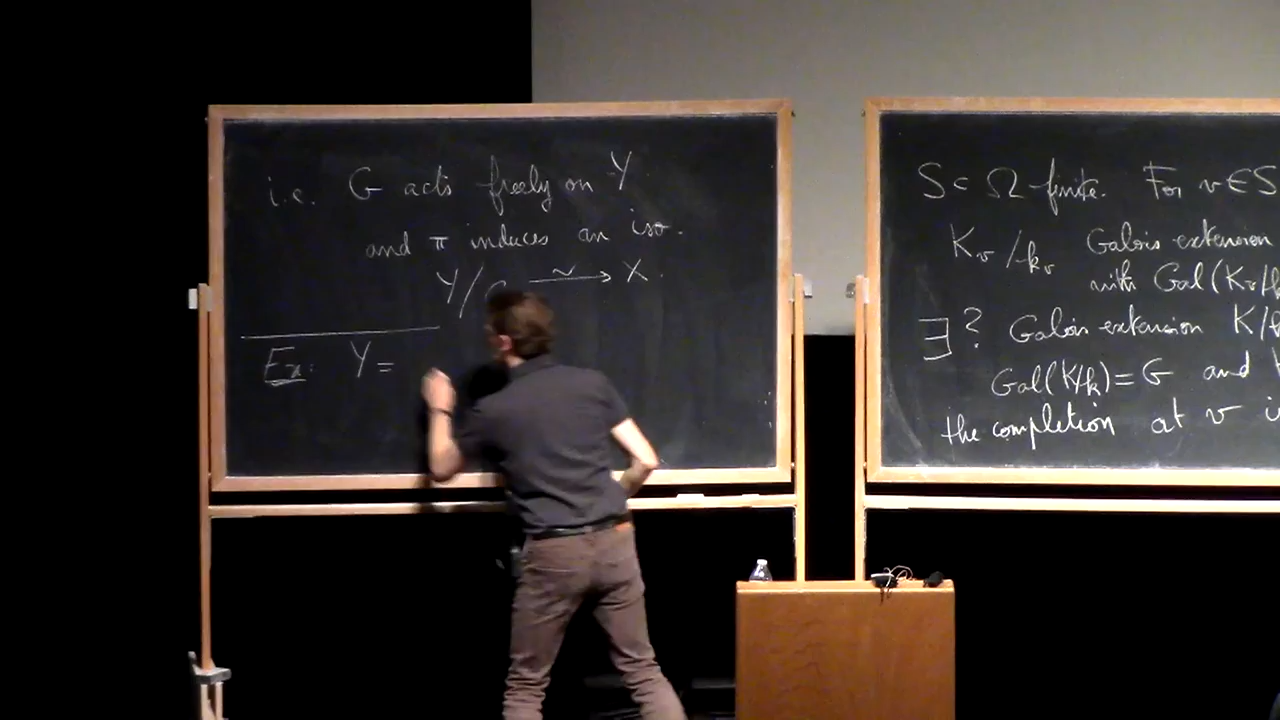 i.e. G acts freely on Y
and π induces an iso.
Y/G ⥲ X.
Ex: Y =
S ⊂ Ω finite. For v ∈ S
K_v / k_v Galois extension
with Gal(K_v/
∃? Galois extension K/
Gal(K/k) = G and
the completion at v